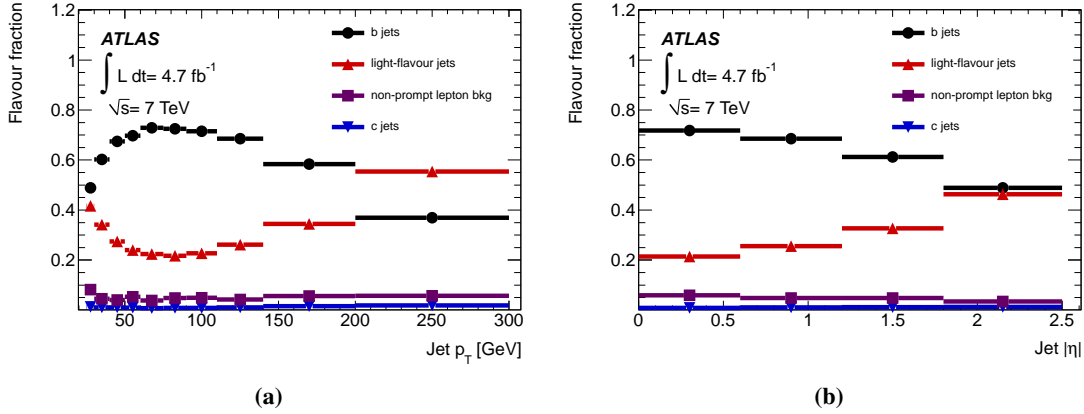 Flavour fraction
1.2
1
0.8
0.6
0.4
0.2
ATLAS
∫ L dt= 4.7 fb⁻¹
√s= 7 TeV
b jets
light-flavour jets
non-prompt lepton bkg
c jets
50 100 150 200 250 300
Jet p_T [GeV]
(a)
Flavour fraction
1.2
1
0.8
0.6
0.4
0.2
ATLAS
∫ L dt= 4.7 fb⁻¹
√s= 7 TeV
b jets
light-flavour jets
non-prompt lepton bkg
c jets
0 0.5 1 1.5 2 2.5
Jet |η|
(b)